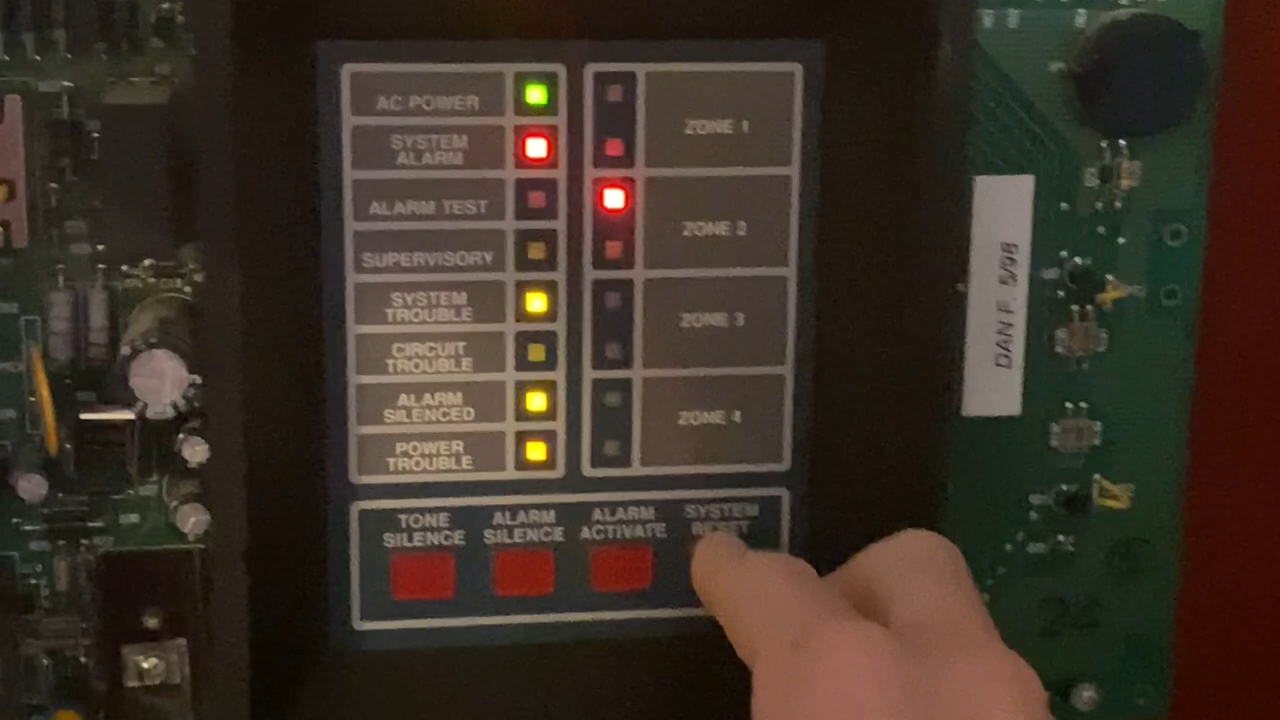 AC POWER
SYSTEM
ALARM
ALARM TEST
SUPERVISORY
SYSTEM
TROUBLE
CIRCUIT
TROUBLE
ALARM
SILENCED
POWER
TROUBLE
ZONE 1
ZONE 2
ZONE 3
ZONE 4
TONE
SILENCE
ALARM
SILENCE
ALARM
ACTIVATE
SYSTEM
RESET
DAN F. 5/98